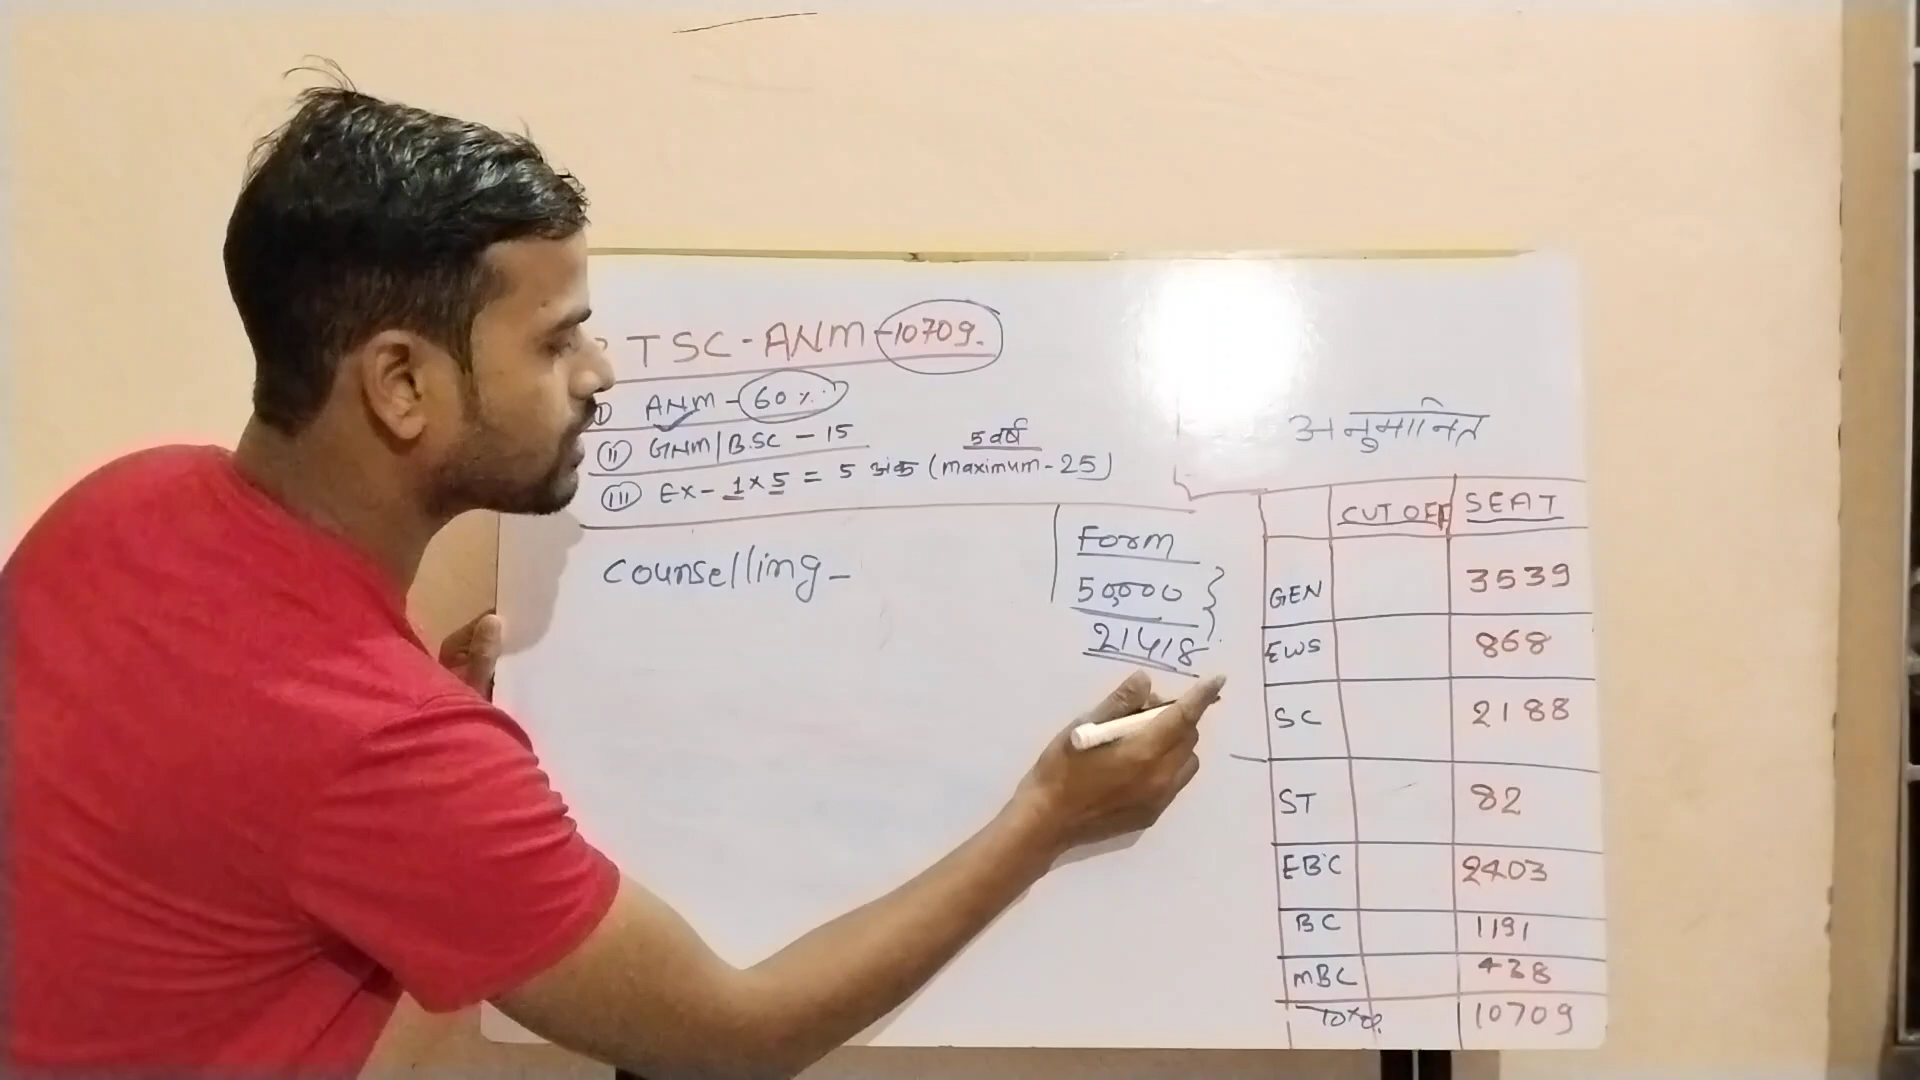 TSC-ANM-10709.
(I) ANM - 60%
(II) GNM/B.SC - 15
5 वर्ष
(III) EX- 1 x 5 = 5 अंक (maximum - 25)
Counselling-
Form
50,000
21418
अनुमानित
CUT OFF SEAT
GEN 3539
EWS 868
SC 2188
ST 82
EBC 2403
BC 1191
MBC 438
Total 10709